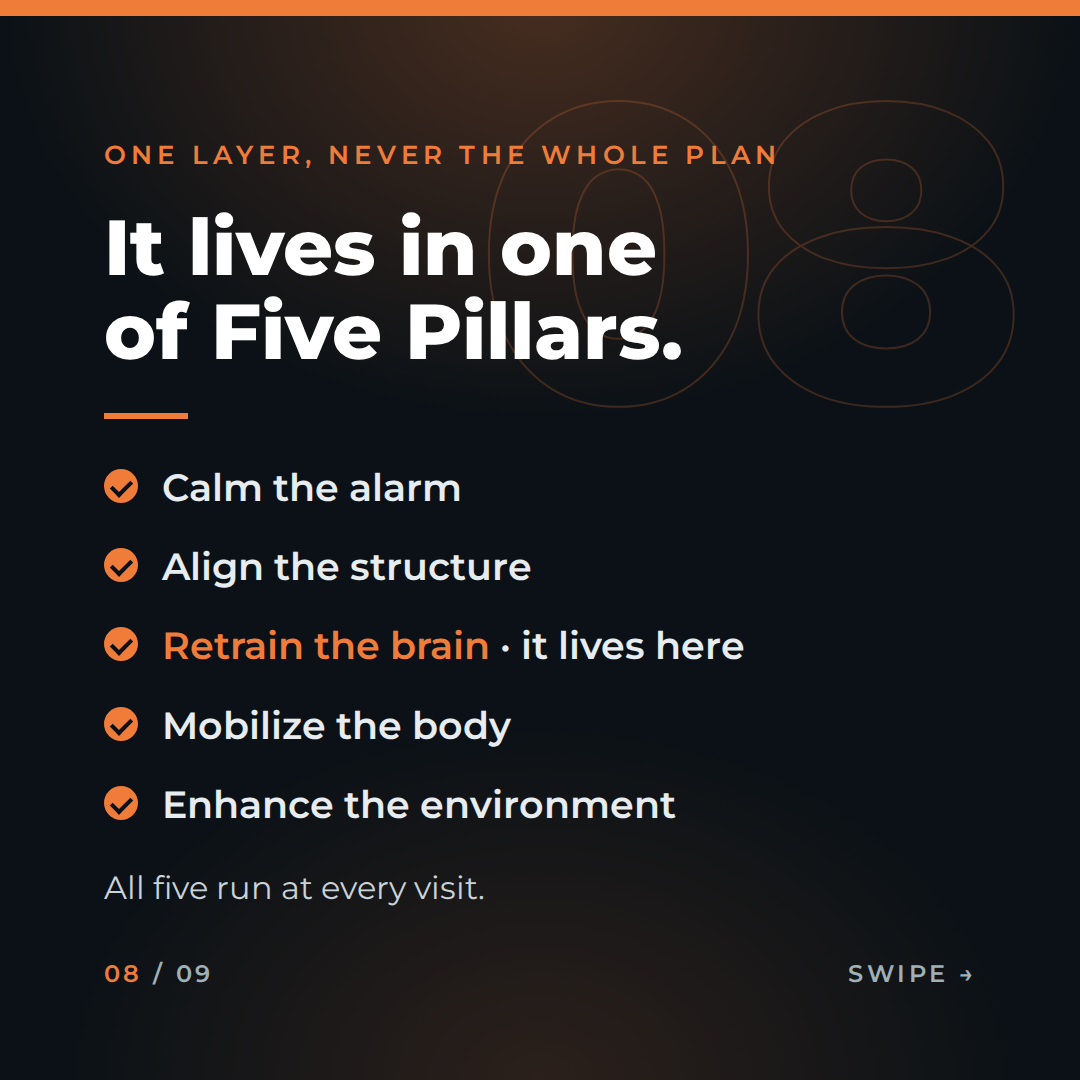 08
ONE LAYER, NEVER THE WHOLE PLAN
It lives in one
of Five Pillars.
Calm the alarm
Align the structure
Retrain the brain · it lives here
Mobilize the body
Enhance the environment
All five run at every visit.
08 / 09
SWIPE →